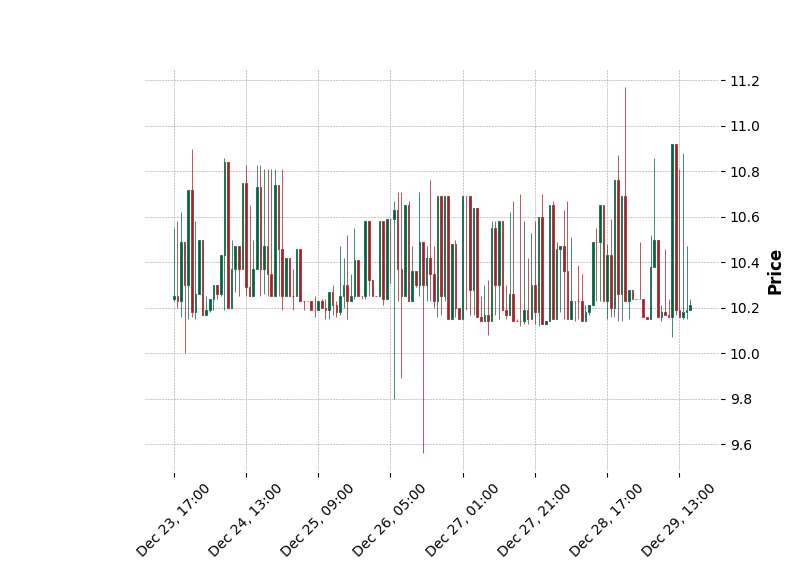 11.2
11.0
10.8
10.6
10.4
10.2
10.0
9.8
9.6
Price
Dec 23, 17:00
Dec 24, 13:00
Dec 25, 09:00
Dec 26, 05:00
Dec 27, 01:00
Dec 27, 21:00
Dec 28, 17:00
Dec 29, 13:00